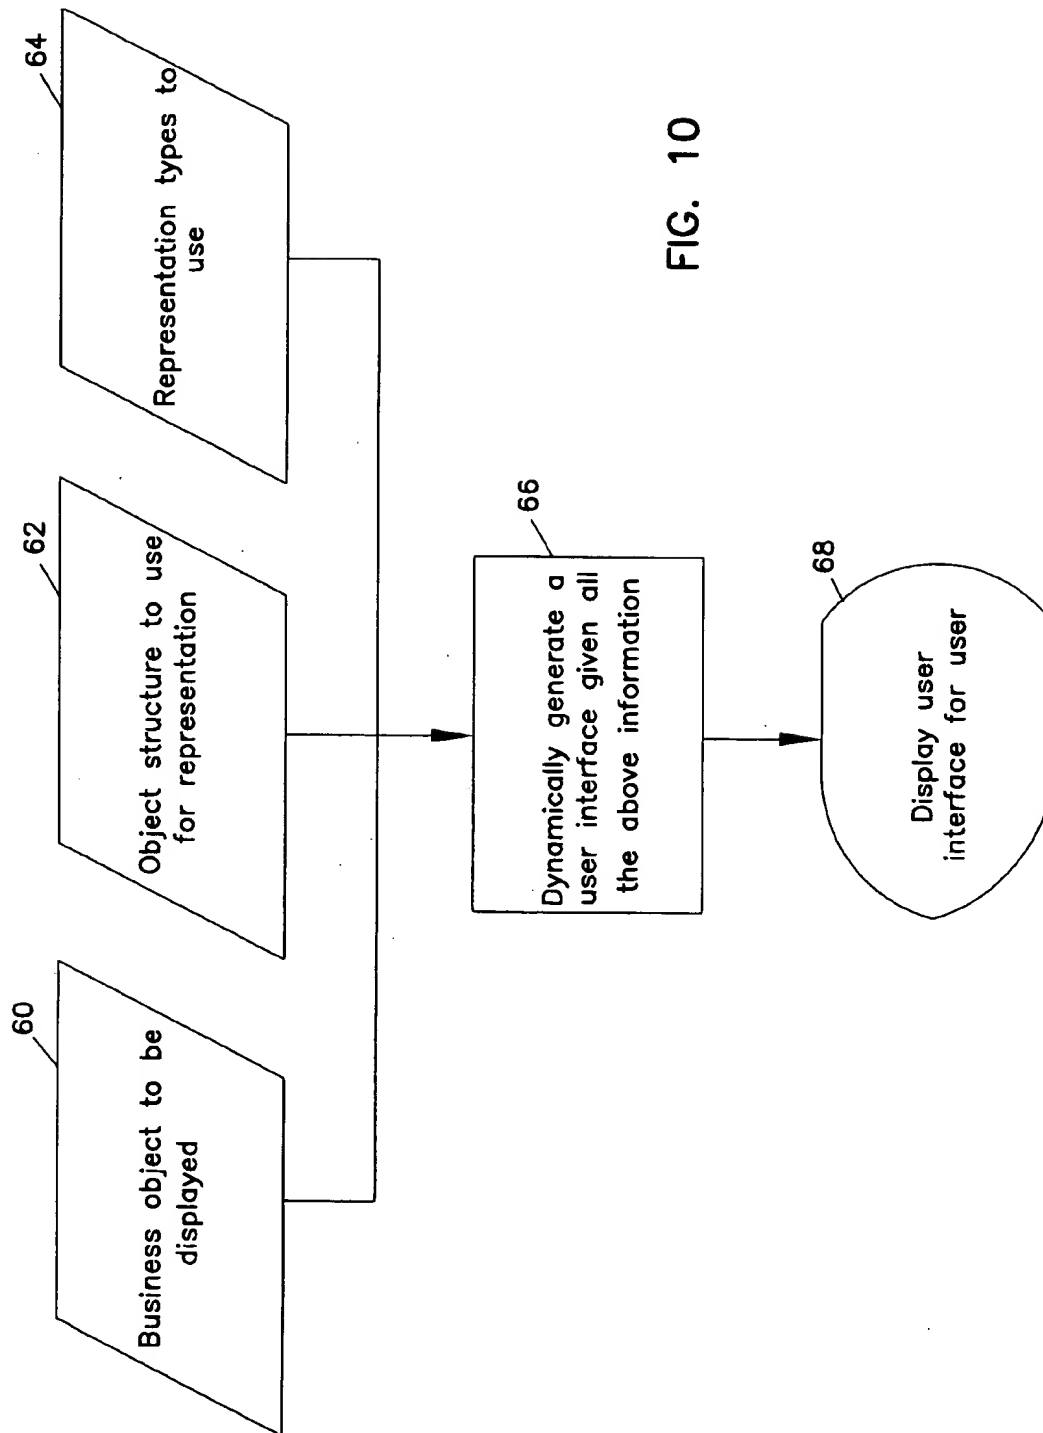 60
Business object to be
displayed
62
Object structure to use
for representation
64
Representation types to
use
66
Dynamically generate a
user interface given all
the above information
68
Display user
interface for user
FIG. 10